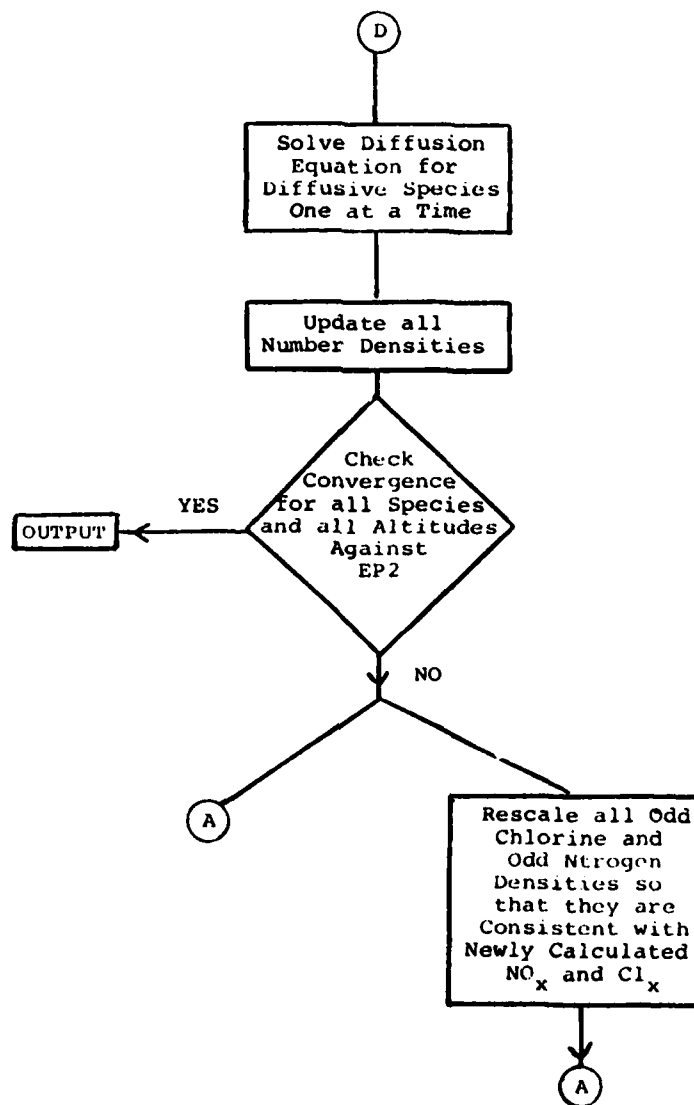 D
Solve Diffusion
Equation for
Diffusive Species
One at a Time
Update all
Number Densities
Check
Convergence
for all Species
and all Altitudes
Against
EP2
YES
OUTPUT
NO
A
Rescale all Odd
Chlorine and
Odd Ntrogen
Densities so
that they are
Consistent with
Newly Calculated
NOx and Clx
A